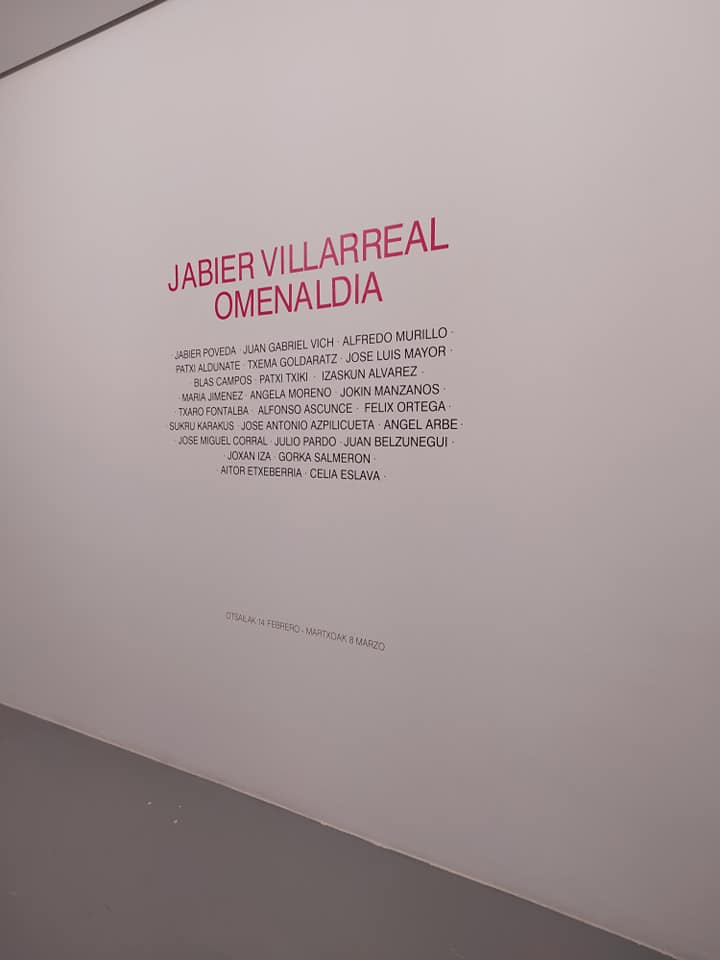 JABIER VILLARREAL
OMENALDIA
· JABIER POVEDA · JUAN GABRIEL VICH · ALFREDO MURILLO ·
PATXI ALDUNATE · TXEMA GOLDARATZ · JOSE LUIS MAYOR ·
· BLAS CAMPOS · PATXI TXIKI · IZASKUN ALVAREZ ·
· MARIA JIMENEZ · ANGELA MORENO · JOKIN MANZANOS ·
· TXARO FONTALBA · ALFONSO ASCUNCE · FELIX ORTEGA ·
· SUKRU KARAKUS · JOSE ANTONIO AZPILICUETA · ANGEL ARBE ·
· JOSE MIGUEL CORRAL · JULIO PARDO · JUAN BELZUNEGUI ·
· JOXAN IZA · GORKA SALMERON ·
· AITOR ETXEBERRIA · CELIA ESLAVA ·
OTSAILAK 14 FEBRERO - MARTXOAK 8 MARZO